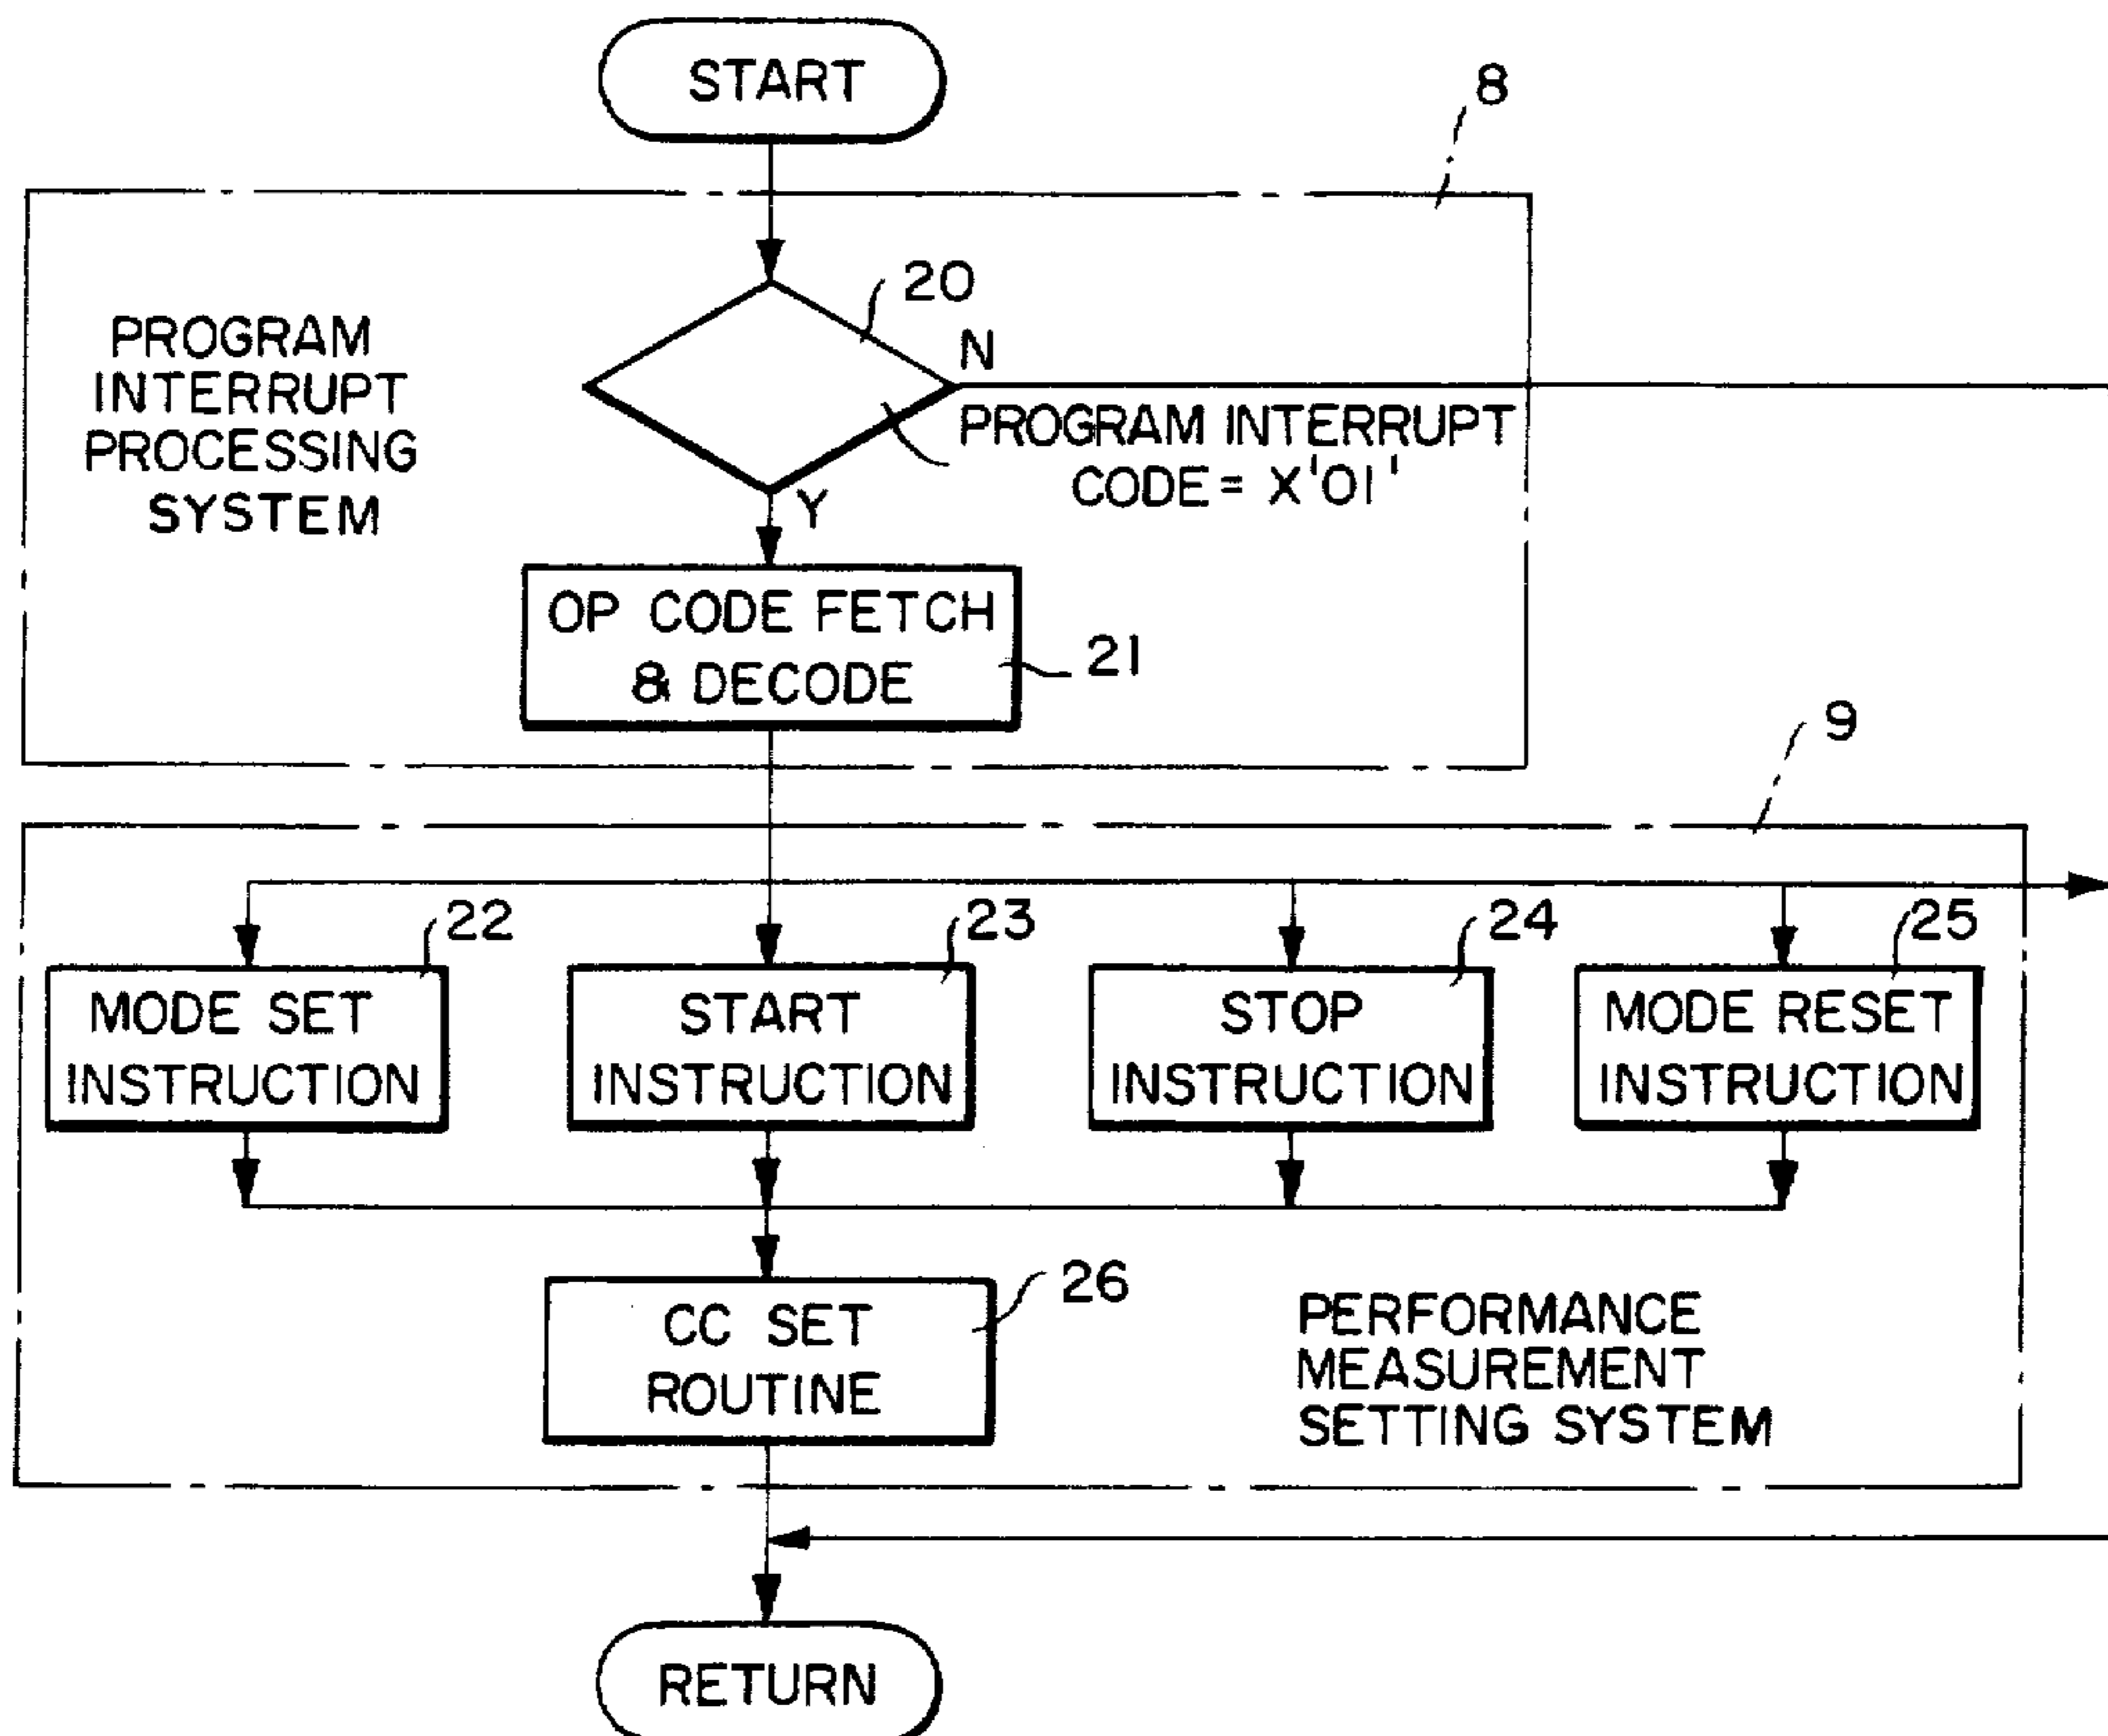 START
8
20
N
PROGRAM
INTERRUPT
PROCESSING
SYSTEM
PROGRAM INTERRUPT
CODE = X'01'
Y
OP CODE FETCH
& DECODE
21
9
22
23
24
25
MODE SET
INSTRUCTION
START
INSTRUCTION
STOP
INSTRUCTION
MODE RESET
INSTRUCTION
26
CC SET
ROUTINE
PERFORMANCE
MEASUREMENT
SETTING SYSTEM
RETURN